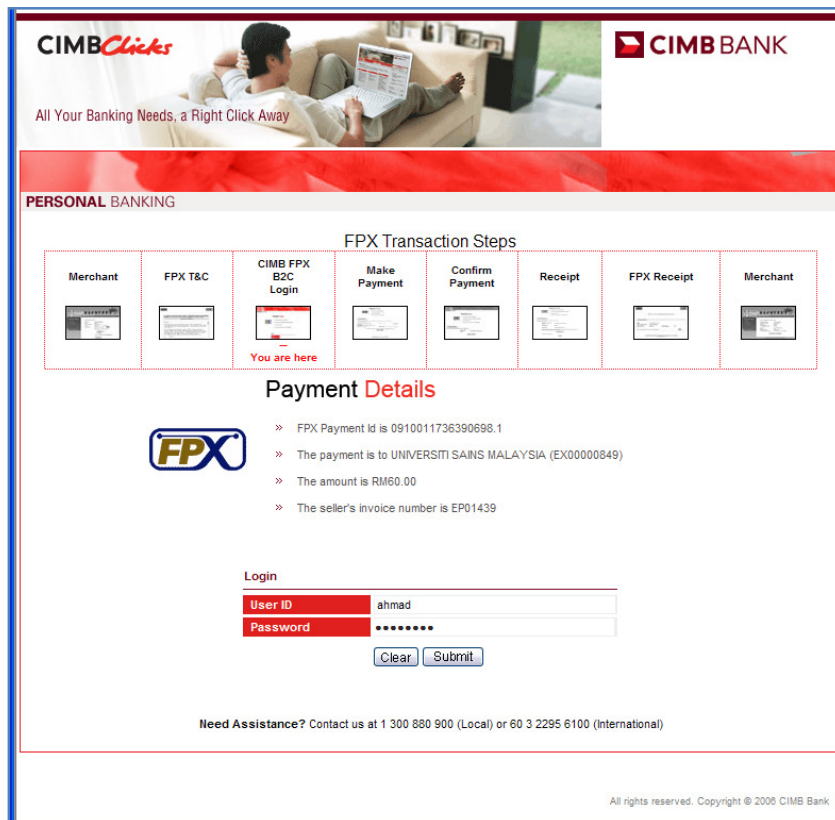 CIMBClicks
CIMB BANK
All Your Banking Needs, a Right Click Away
PERSONAL BANKING
FPX Transaction Steps
Merchant
FPX T&C
CIMB FPX
B2C
Login
Make
Payment
Confirm
Payment
Receipt
FPX Receipt
Merchant
You are here
Payment Details
FPX
» FPX Payment Id is 0910011736390698.1
» The payment is to UNIVERSITI SAINS MALAYSIA (EX00000849)
» The amount is RM60.00
» The seller's invoice number is EP01439
Login
User ID ahmad
Password ••••••••
Clear Submit
Need Assistance? Contact us at 1 300 880 900 (Local) or 60 3 2295 6100 (International)
All rights reserved. Copyright © 2006 CIMB Bank